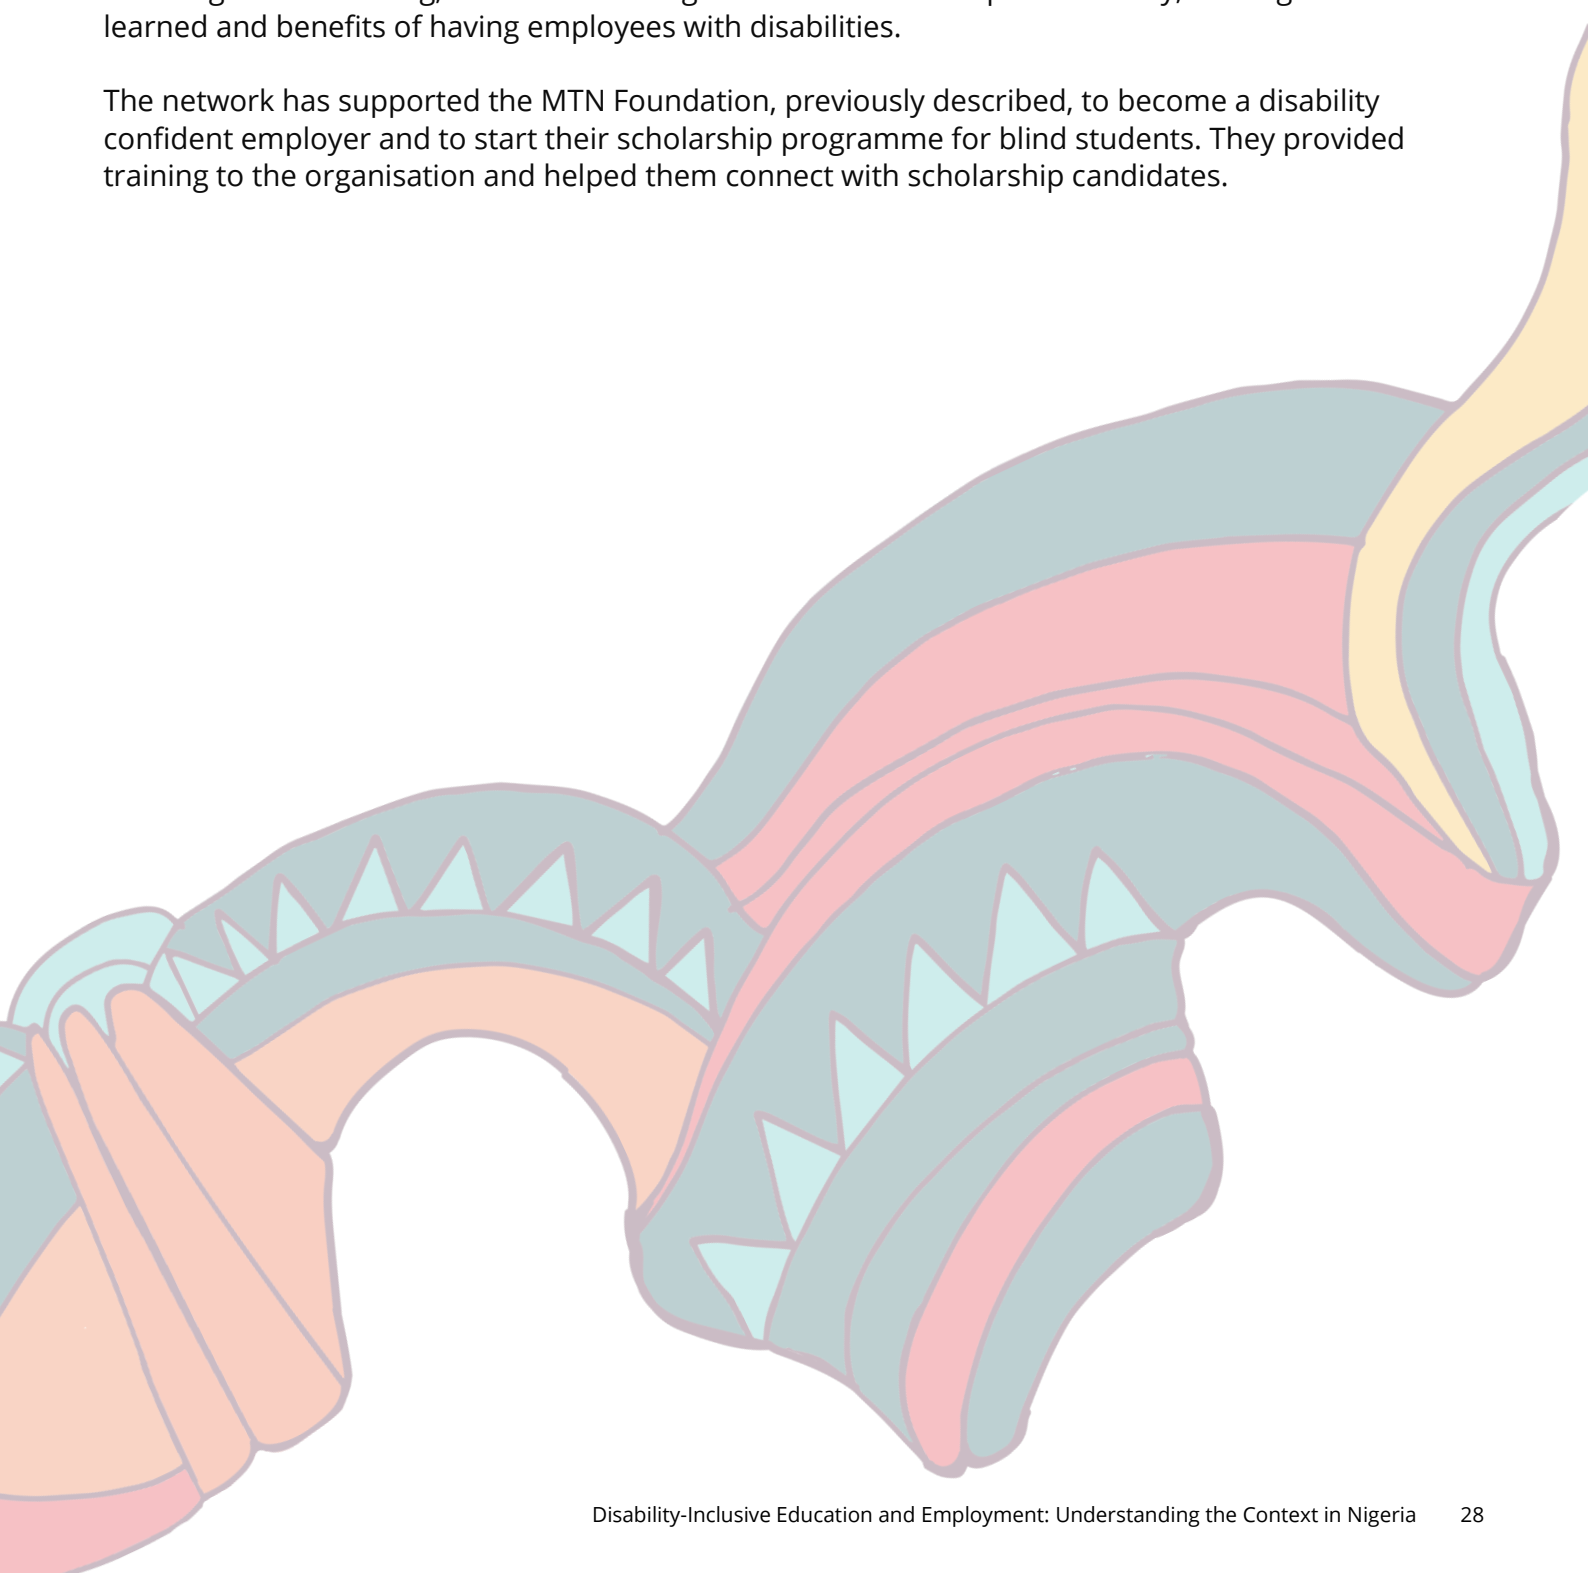 learned and benefits of having employees with disabilities.
The network has supported the MTN Foundation, previously described, to become a disability
confident employer and to start their scholarship programme for blind students. They provided
training to the organisation and helped them connect with scholarship candidates.
Disability-Inclusive Education and Employment: Understanding the Context in Nigeria 28